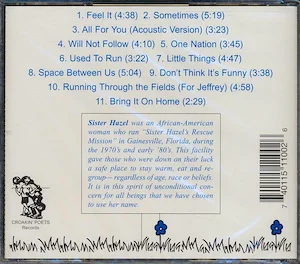 1. Feel It (4:38)   2. Sometimes (5:19)
3. All For You (Acoustic Version) (3:23)
4. Will Not Follow (4:10)   5. One Nation (3:45)
6. Used To Run (3:22)   7. Little Things (4:47)
8. Space Between Us (5:04)   9. Don't Think It's Funny (3:38)
10. Running Through the Fields (For Jeffrey) (4:58)
11. Bring It On Home (2:29)
Sister Hazel was an African-American
woman who ran "Sister Hazel's Rescue
Mission" in Gainesville, Florida, during
the 1970's and early '80's. This facility
gave those who were down on their luck
a safe place to stay warm, eat and re-
group– regardless of age, race or beliefs.
It is in this spirit of unconditional con-
cern for all beings that we have chosen
to use her name.
7 40115 11002 6
CROAKIN' POETS
Records